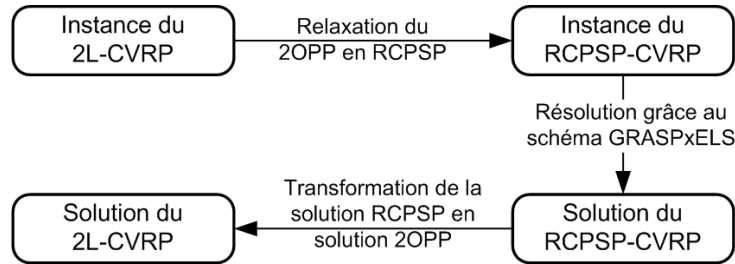 Instance du
2L-CVRP
Relaxation du
2OPP en RCPSP
Instance du
RCPSP-CVRP
Résolution grâce au
schéma GRASPxELS
Solution du
2L-CVRP
Transformation de la
solution RCPSP en
solution 2OPP
Solution du
RCPSP-CVRP